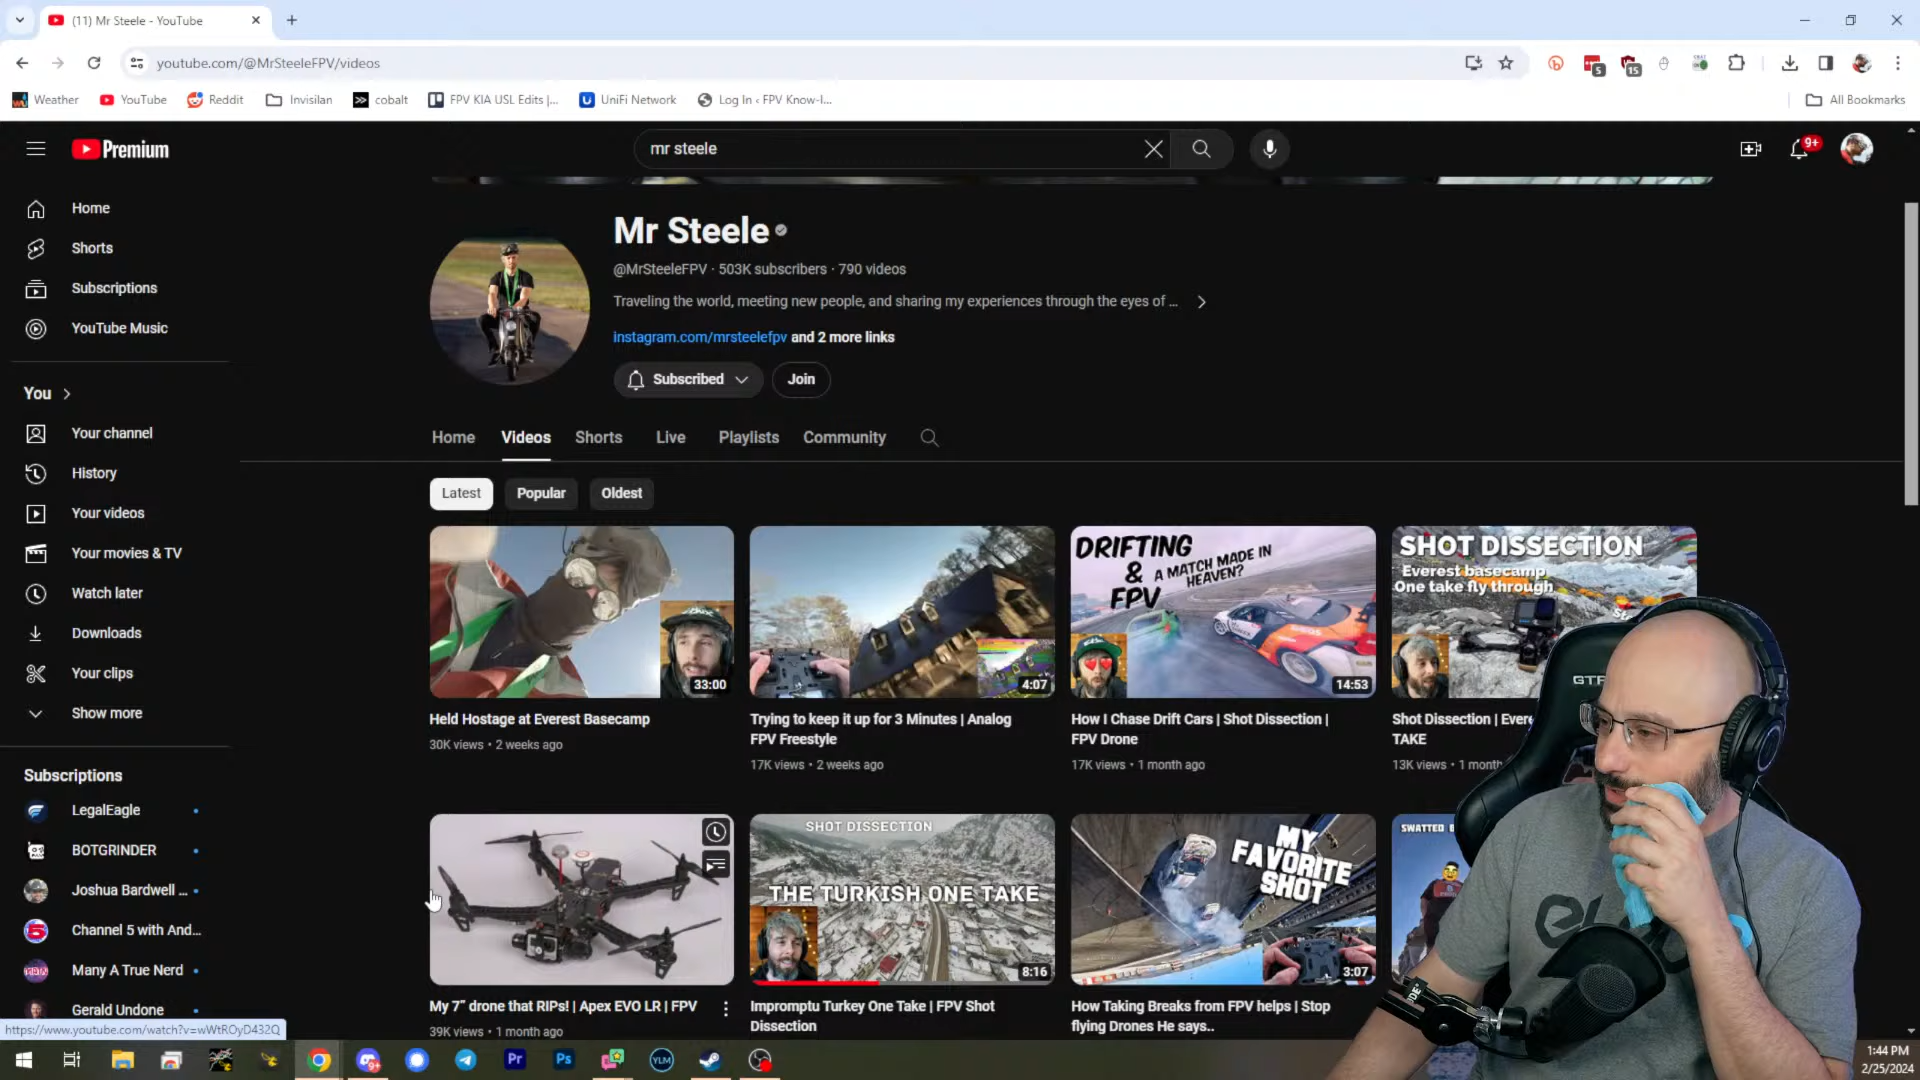 (11) Mr Steele - YouTube
youtube.com/@MrSteeleFPV/videos
5
15
Weather
YouTube
Reddit
Invisilan
cobalt
FPV KIA USL Edits |...
UniFi Network
Log In ‹ FPV Know-I...
All Bookmarks
Premium
mr steele
9+
Home
Shorts
Subscriptions
YouTube Music
You
Your channel
History
Your videos
Your movies & TV
Watch later
Downloads
Your clips
Show more
Subscriptions
LegalEagle
BOTGRINDER
Joshua Bardwell ...
Channel 5 with And...
Many A True Nerd
Gerald Undone
https://www.youtube.com/watch?v=wWtROyD432Q
Mr Steele
@MrSteeleFPV · 503K subscribers · 790 videos
Traveling the world, meeting new people, and sharing my experiences through the eyes of ...
instagram.com/mrsteelefpv and 2 more links
Subscribed
Join
Home
Videos
Shorts
Live
Playlists
Community
Latest
Popular
Oldest
33:00
Held Hostage at Everest Basecamp
30K views • 2 weeks ago
4:07
Trying to keep it up for 3 Minutes | Analog
FPV Freestyle
17K views • 2 weeks ago
DRIFTING
& A MATCH MADE IN
FPV HEAVEN?
14:53
How I Chase Drift Cars | Shot Dissection |
FPV Drone
17K views • 1 month ago
SHOT DISSECTION
Everest basecamp
One take fly through
Shot Dissection | Ever
TAKE
13K views • 1 month
My 7" drone that RIPs! | Apex EVO LR | FPV
39K views • 1 month ago
SHOT DISSECTION
THE TURKISH ONE TAKE
8:16
Impromptu Turkey One Take | FPV Shot
Dissection
MY
FAVORITE
SHOT
3:07
How Taking Breaks from FPV helps | Stop
flying Drones He says..
SWATTED
GTR
9+
Pr
Ps
YLM
1:44 PM
2/25/2024